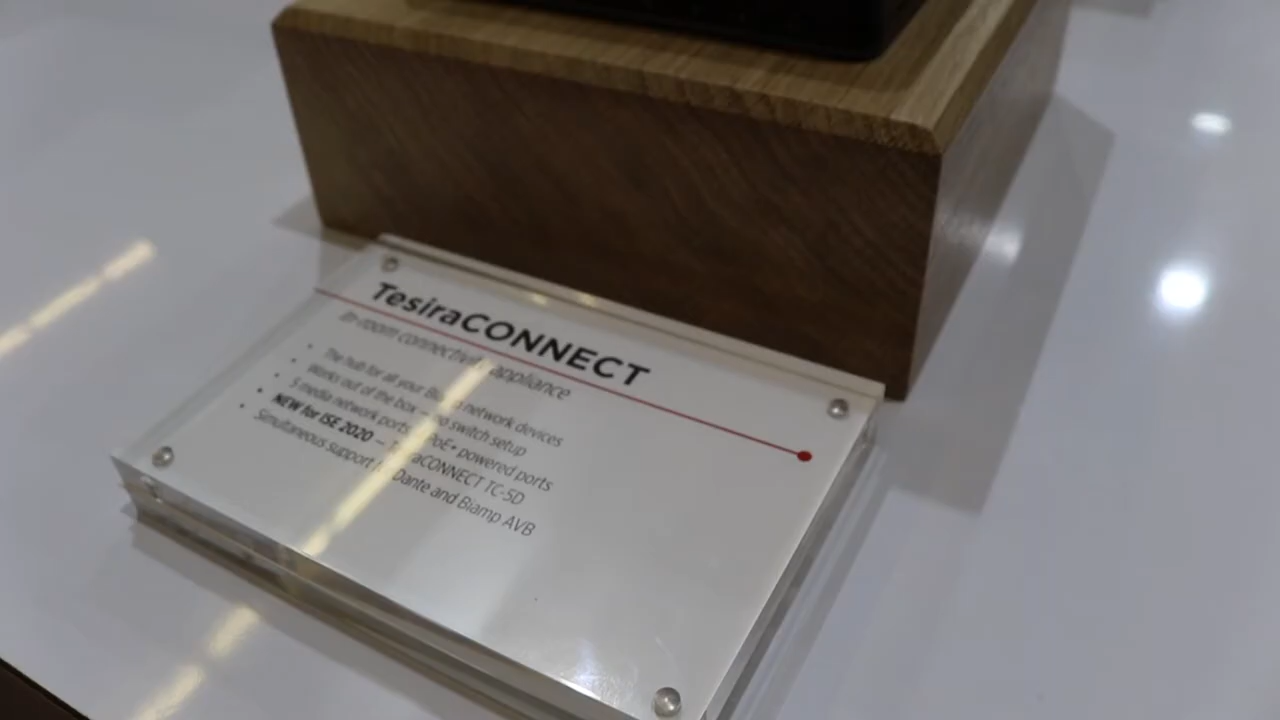 TesiraCONNECT
In-room connectivity appliance
• The hub for all your Biamp network devices
• Works out of the box – no switch setup
• 5 media network ports PoE+ powered ports
• NEW for ISE 2020 – TesiraCONNECT TC-5D
• Simultaneous support Dante and Biamp AVB